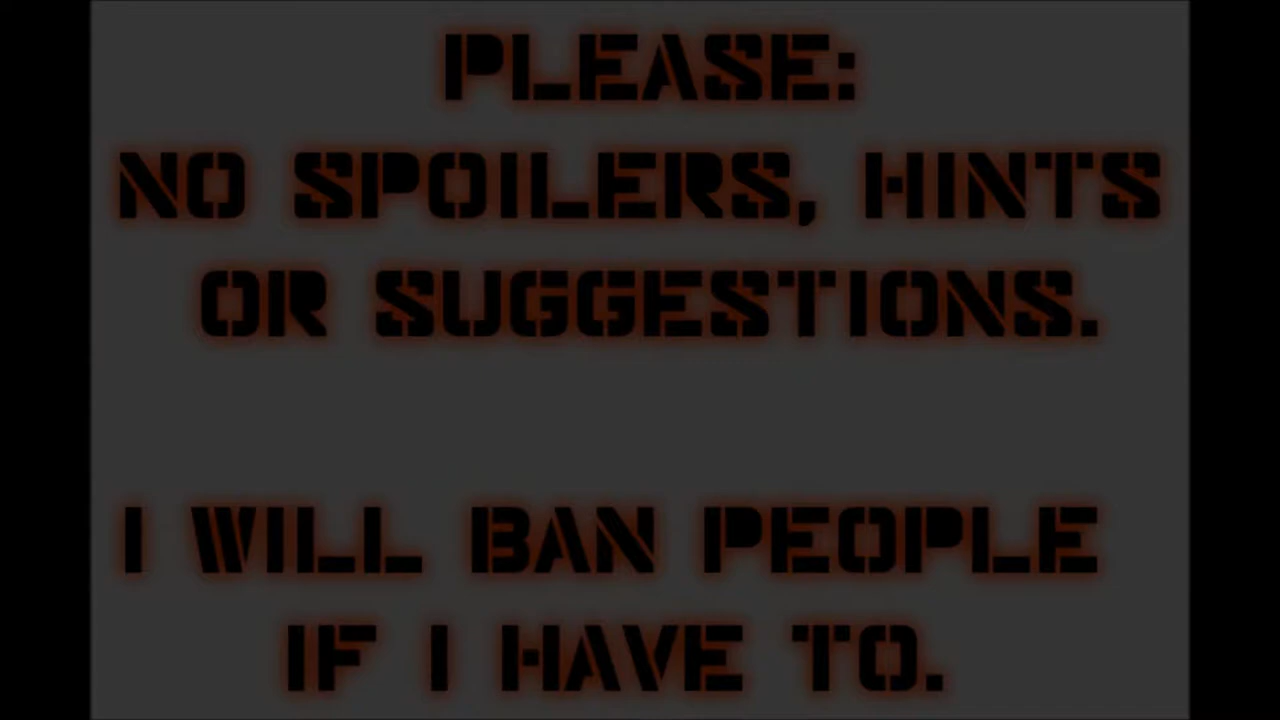 PLEASE:
NO SPOILERS, HINTS
OR SUGGESTIONS.
I WILL BAN PEOPLE
IF I HAVE TO.